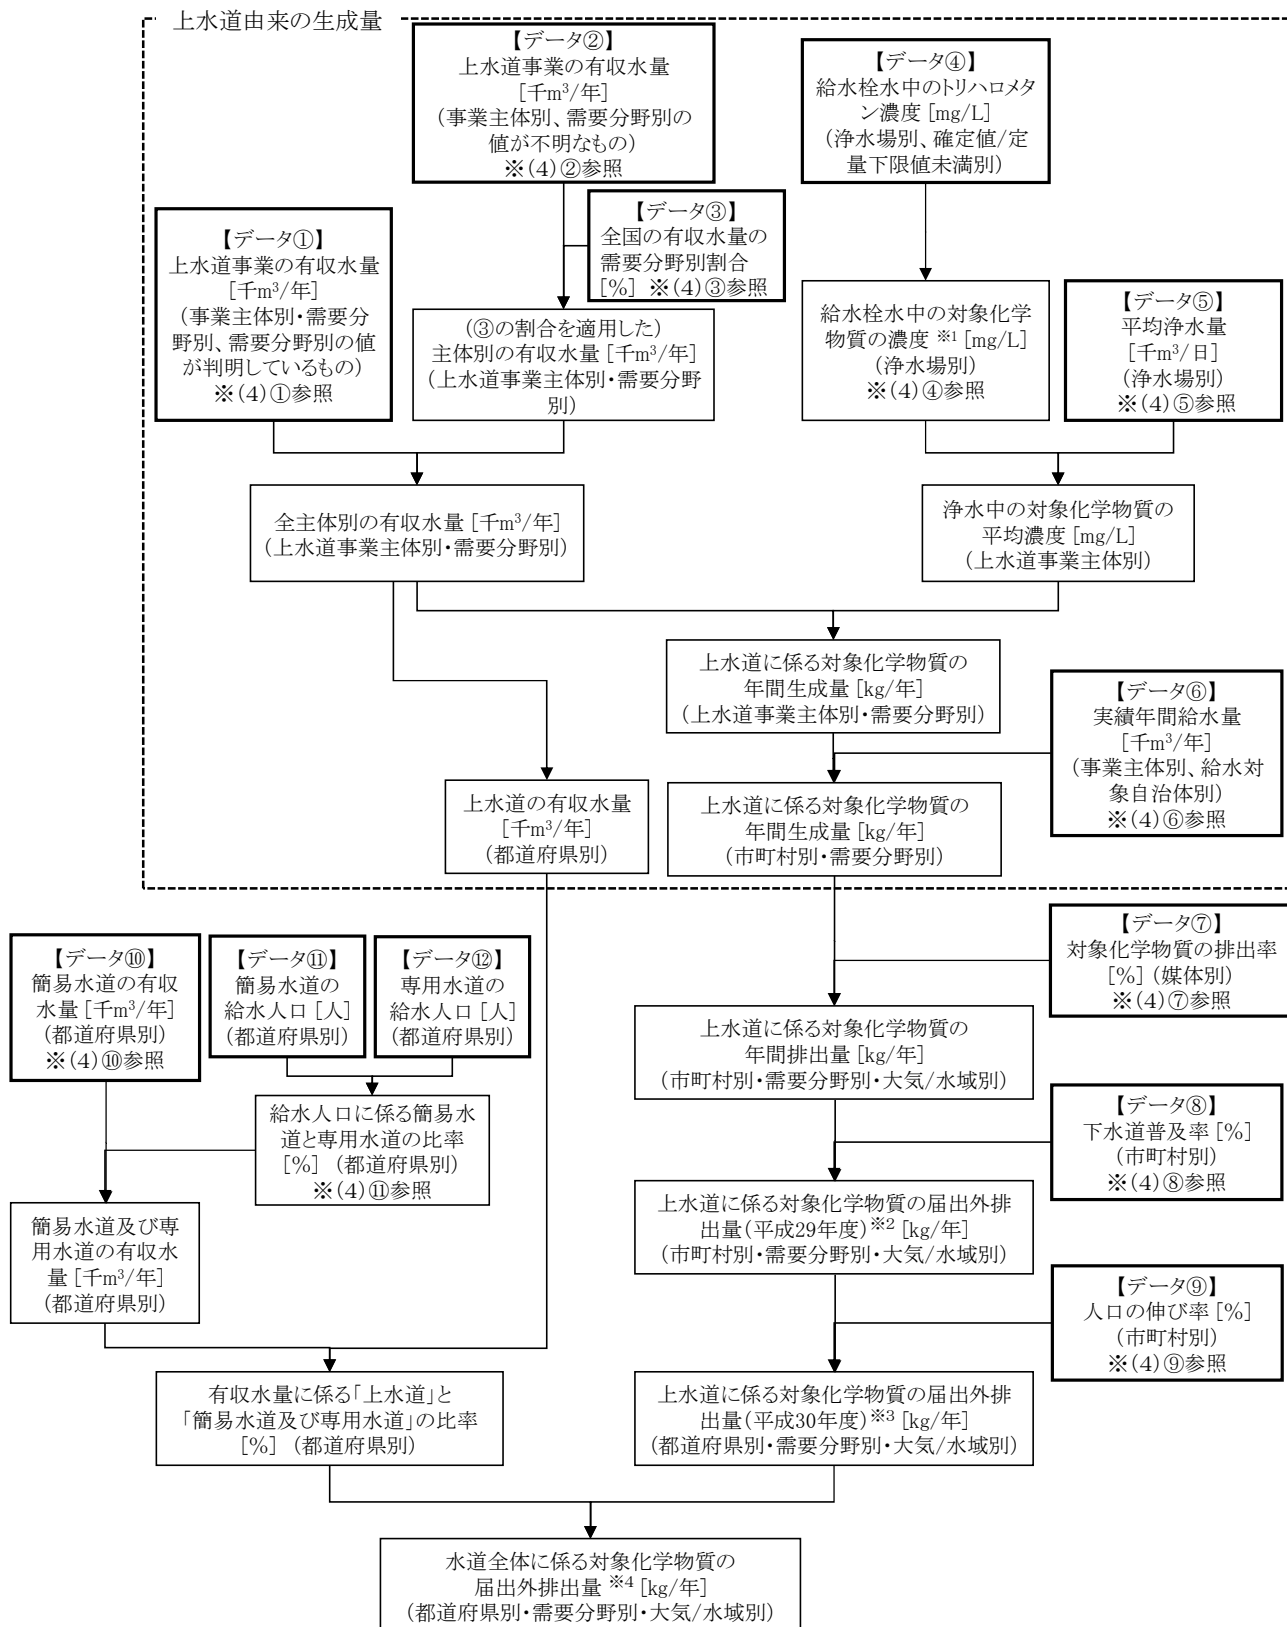 上水道由来の生成量
【データ②】
上水道事業の有収水量
[千m³/年]
(事業主体別、需要分野別の
値が不明なもの)
※(4)②参照
【データ④】
給水栓水中のトリハロメタ
ン濃度[mg/L]
(浄水場別、確定値/定
量下限値未満別)
【データ①】
上水道事業の有収水量
[千m³/年]
(事業主体別・需要分
野別、需要分野別の値
が判明しているもの)
※(4)①参照
【データ③】
全国の有収水量の
需要分野別割合
[%] ※(4)③参照
(③の割合を適用した)
主体別の有収水量[千m³/年]
(上水道事業主体別・需要分野
別)
給水栓水中の対象化学
物質の濃度 ※1 [mg/L]
(浄水場別)
※(4)④参照
【データ⑤】
平均浄水量
[千m³/日]
(浄水場別)
※(4)⑤参照
全主体別の有収水量[千m³/年]
(上水道事業主体別・需要分野別)
浄水中の対象化学物質の
平均濃度[mg/L]
(上水道事業主体別)
上水道に係る対象化学物質の
年間生成量[kg/年]
(上水道事業主体別・需要分野別)
【データ⑥】
実績年間給水量
[千m³/年]
(事業主体別、給水対
象自治体別)
※(4)⑥参照
上水道の有収水量
[千m³/年]
(都道府県別)
上水道に係る対象化学物質の
年間生成量[kg/年]
(市町村別・需要分野別)
【データ⑦】
対象化学物質の排出率
[%](媒体別)
※(4)⑦参照
【データ⑩】
簡易水道の有収
水量[千m³/年]
(都道府県別)
※(4)⑩参照
【データ⑪】
簡易水道の
給水人口[人]
(都道府県別)
【データ⑫】
専用水道の
給水人口[人]
(都道府県別)
上水道に係る対象化学物質の
年間排出量[kg/年]
(市町村別・需要分野別・大気/水域別)
給水人口に係る簡易水
道と専用水道の比率
[%] (都道府県別)
※(4)⑪参照
【データ⑧】
下水道普及率[%]
(市町村別)
※(4)⑧参照
簡易水道及び専
用水道の有収水
量[千m³/年]
(都道府県別)
上水道に係る対象化学物質の届出外排
出量(平成29年度)※2 [kg/年]
(市町村別・需要分野別・大気/水域別)
【データ⑨】
人口の伸び率[%]
(市町村別)
※(4)⑨参照
有収水量に係る「上水道」と
「簡易水道及び専用水道」の比率
[%] (都道府県別)
上水道に係る対象化学物質の届出外排
出量(平成30年度)※3 [kg/年]
(都道府県別・需要分野別・大気/水域別)
水道全体に係る対象化学物質の
届出外排出量 ※4 [kg/年]
(都道府県別・需要分野別・大気/水域別)